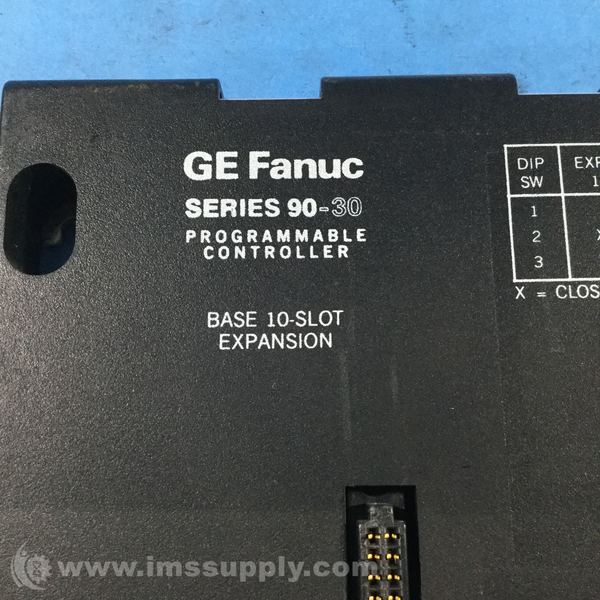 GE Fanuc
SERIES 90-30
PROGRAMMABLE
CONTROLLER
BASE 10-SLOT
EXPANSION
DIP
SW
1
2
3
X = CLOS
www.imssupply.com